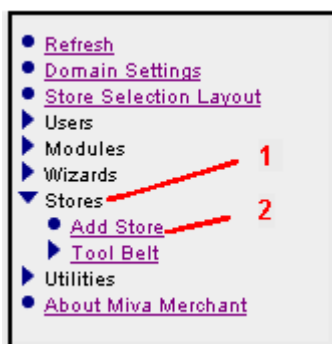 Refresh
Domain Settings
Store Selection Layout
Users
Modules
1
Wizards
Stores
Add Store
2
Tool Belt
Utilities
About Miva Merchant